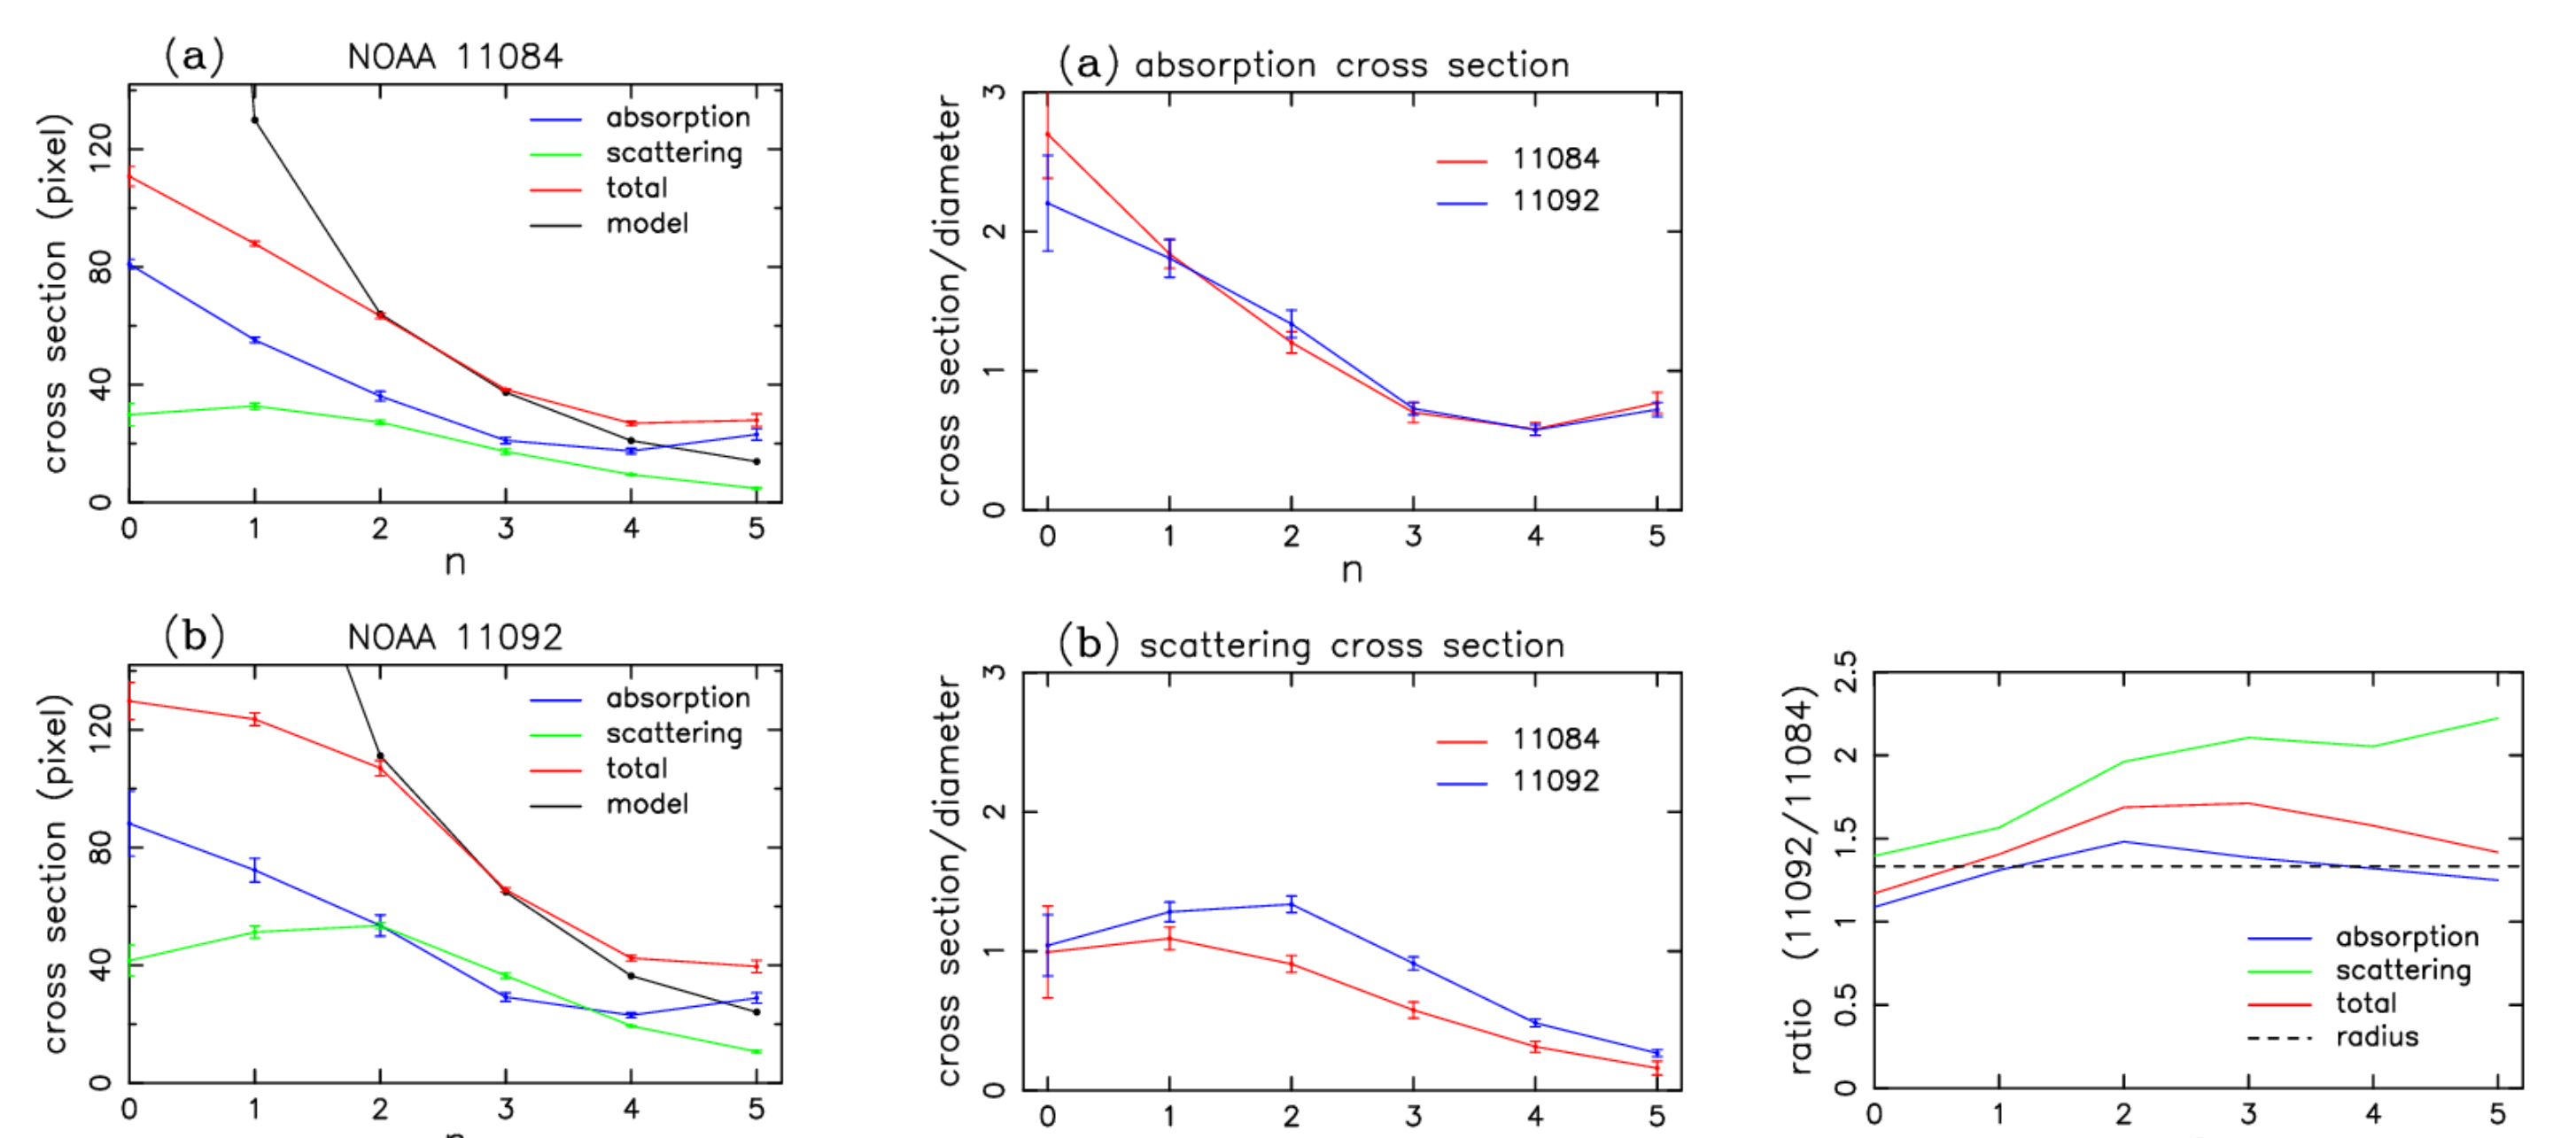 (a) NOAA 11084
cross section (pixel)
0 40 80 120
absorption
scattering
total
model
0 1 2 3 4 5
n
(a) absorption cross section
cross section/diameter
0 1 2 3
11084
11092
0 1 2 3 4 5
n
(b) NOAA 11092
cross section (pixel)
0 40 80 120
absorption
scattering
total
model
0 1 2 3 4 5
(b) scattering cross section
cross section/diameter
0 1 2 3
11084
11092
0 1 2 3 4 5
ratio (11092/11084)
0 0.5 1 1.5 2 2.5
absorption
scattering
total
radius
0 1 2 3 4 5